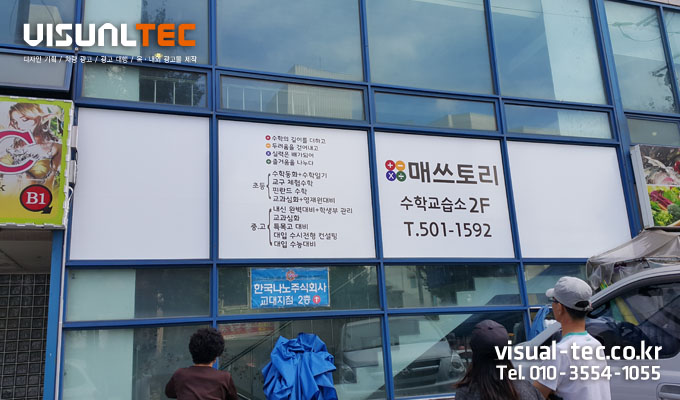 VISUALTEC
디자인 기획 / 차량 광고 / 광고 대행 / 옥·내외 광고물 제작
B1
수학의 깊이를 더하고
두려움을 걷어내고
실력은 배가되어
즐거움을 나누다
초등
수학동화+수학일기
교구 체험수학
핀란드 수학
교과심화+영재원대비
중,고
내신 완벽대비+학생부 관리
교과심화
특목고 대비
대입 수시전형 컨설팅
대입 수능대비
매쓰토리
수학교습소 2F
T.501-1592
한국나노주식회사
교대지점 2층
visual-tec.co.kr
Tel. 010-3554-1055